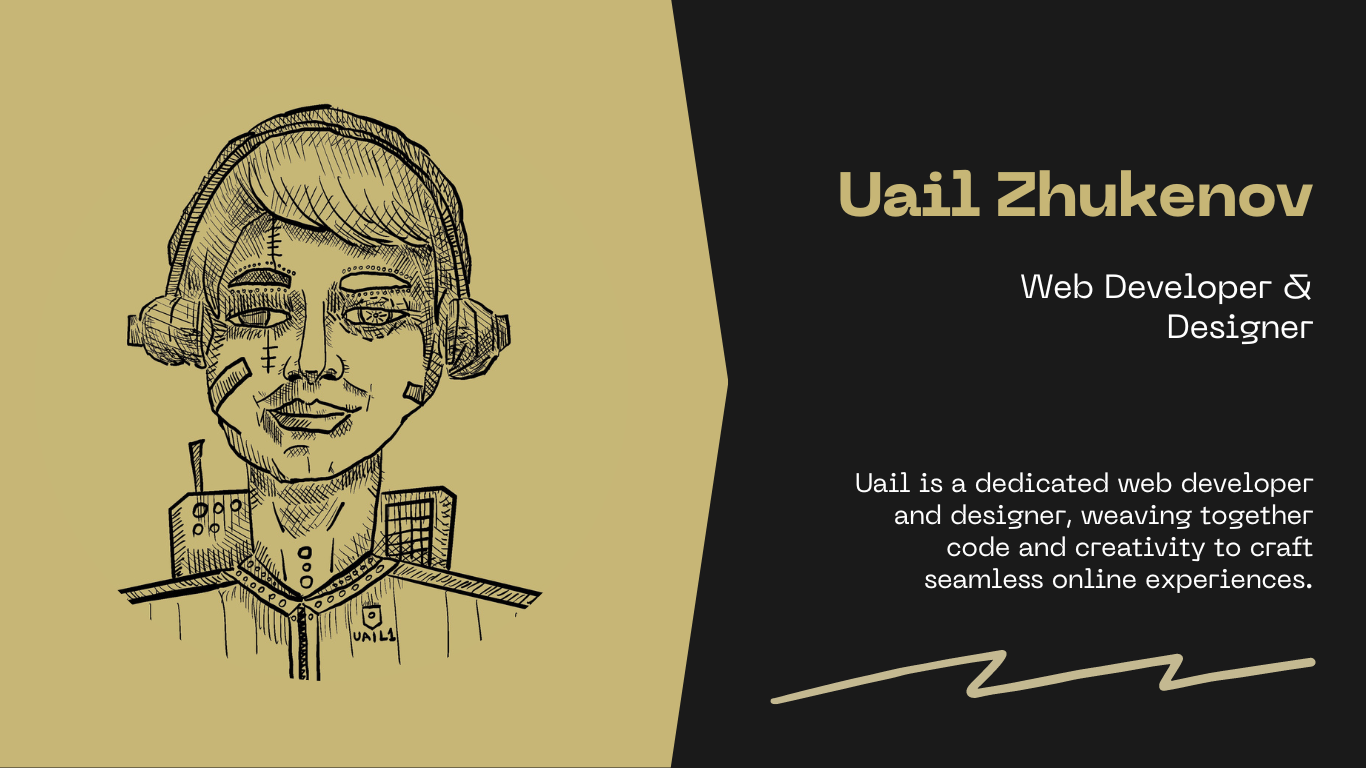 Uail Zhukenov
Web Developer &
Designer
Uail is a dedicated web developer
and designer, weaving together
code and creativity to craft
seamless online experiences.
UAIL1